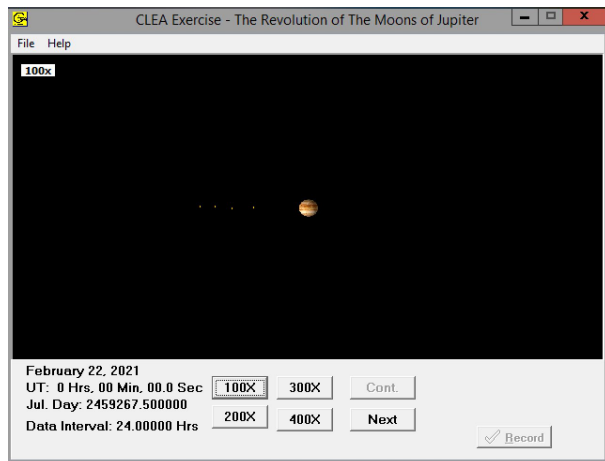 CLEA Exercise - The Revolution of The Moons of Jupiter
File Help
100x
February 22, 2021
UT: 0 Hrs, 00 Min, 00.0 Sec
Jul. Day: 2459267.500000
Data Interval: 24.00000 Hrs
100X 300X Cont.
200X 400X Next
Record